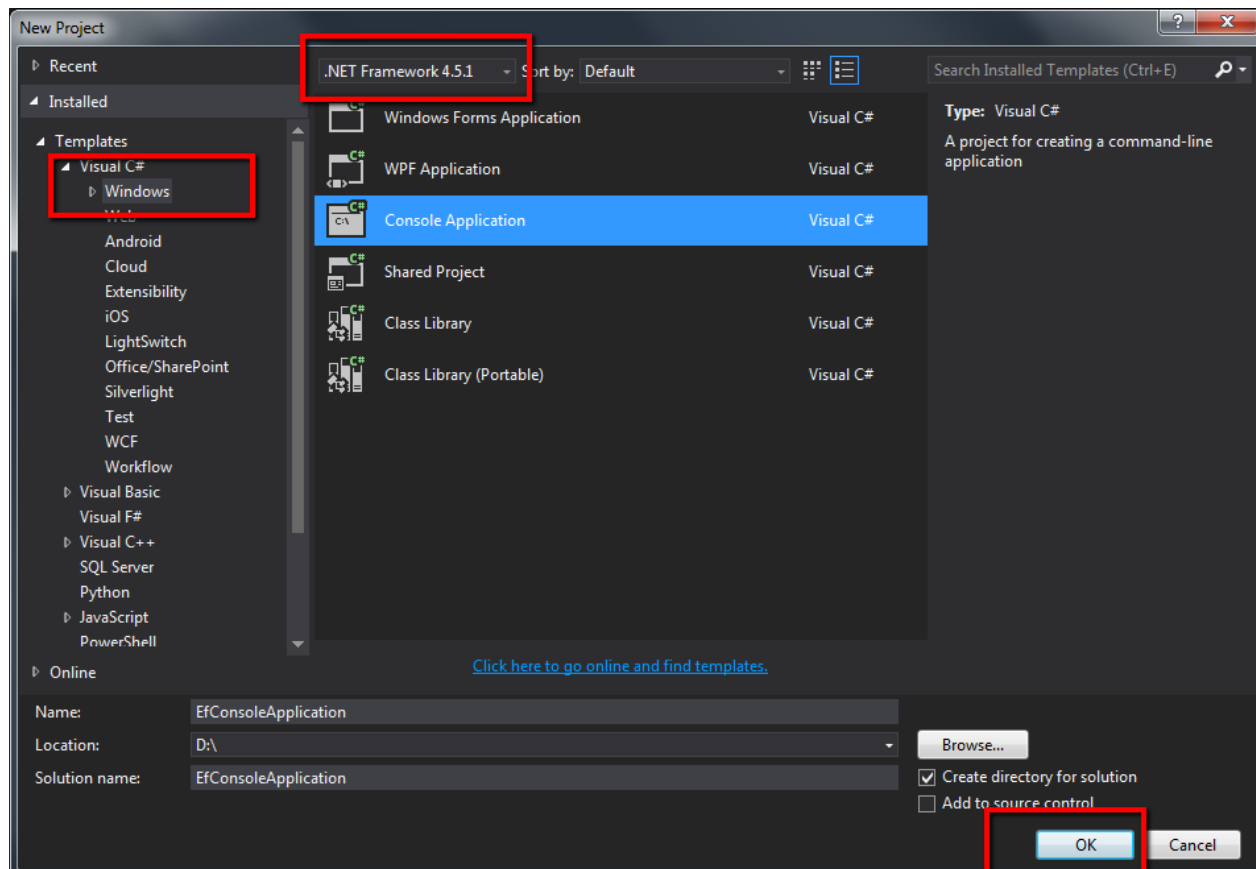 New Project
?
Recent
.NET Framework 4.5.1
Sort by: Default
Search Installed Templates (Ctrl+E)
Installed
Templates
Visual C#
Windows
Web
Android
Cloud
Extensibility
iOS
LightSwitch
Office/SharePoint
Silverlight
Test
WCF
Workflow
Visual Basic
Visual F#
Visual C++
SQL Server
Python
JavaScript
PowerShell
Online
C# Windows Forms Application Visual C#
C# WPF Application Visual C#
C:\ C# Console Application Visual C#
C# Shared Project Visual C#
C# Class Library Visual C#
C# Class Library (Portable) Visual C#
Type: Visual C#
A project for creating a command-line
application
Click here to go online and find templates.
Name: EfConsoleApplication
Location: D:\
Browse...
Solution name: EfConsoleApplication
Create directory for solution
Add to source control
OK Cancel